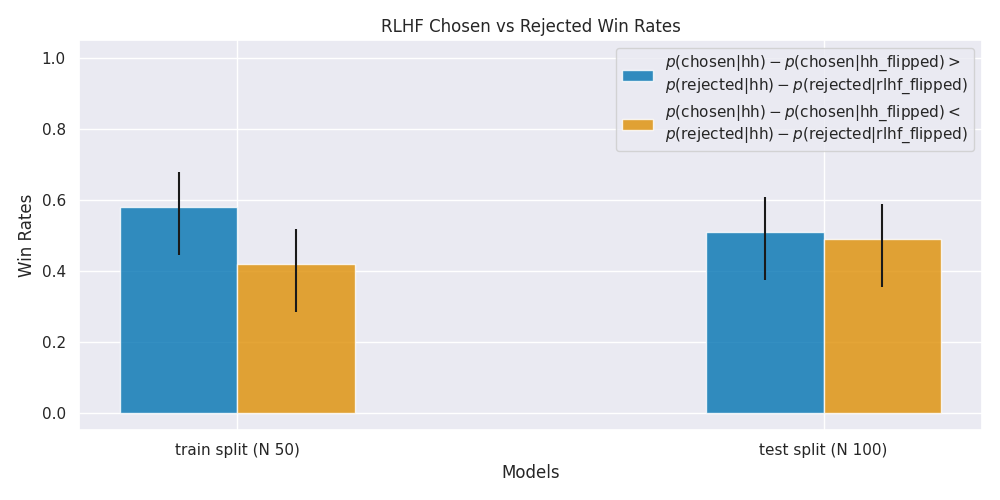 RLHF Chosen vs Rejected Win Rates
p(chosen|hh) − p(chosen|hh_flipped) >
p(rejected|hh) − p(rejected|rlhf_flipped)
p(chosen|hh) − p(chosen|hh_flipped) <
p(rejected|hh) − p(rejected|rlhf_flipped)
1.0
0.8
0.6
0.4
0.2
0.0
Win Rates
train split (N 50)
test split (N 100)
Models